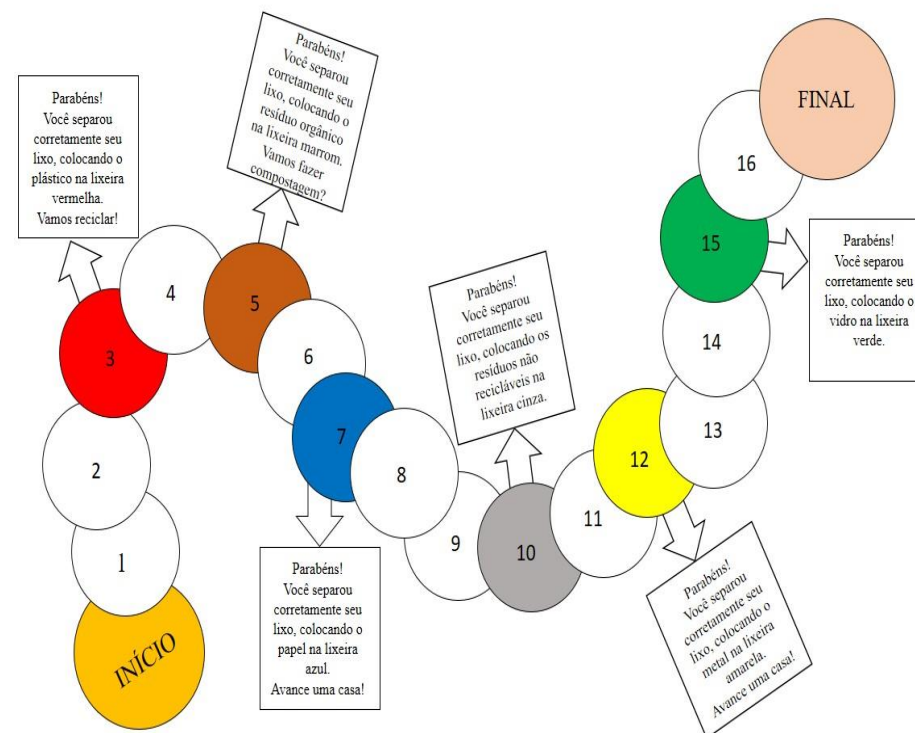 INÍCIO
1
2
3
Parabéns!
Você separou
corretamente seu
lixo, colocando o
plástico na lixeira
vermelha.
Vamos reciclar!
4
5
Parabéns!
Você separou
corretamente seu
lixo, colocando o
resíduo orgânico
na lixeira marrom.
Vamos fazer
compostagem?
6
7
Parabéns!
Você separou
corretamente seu
lixo, colocando o
papel na lixeira
azul.
Avance uma casa!
8
9
10
Parabéns!
Você separou
corretamente seu
lixo, colocando os
resíduos não
recicláveis na
lixeira cinza.
11
12
Parabéns!
Você separou
corretamente seu
lixo, colocando o
metal na lixeira
amarela.
Avance uma casa!
13
14
15
Parabéns!
Você separou
corretamente seu
lixo, colocando o
vidro na lixeira
verde.
16
FINAL